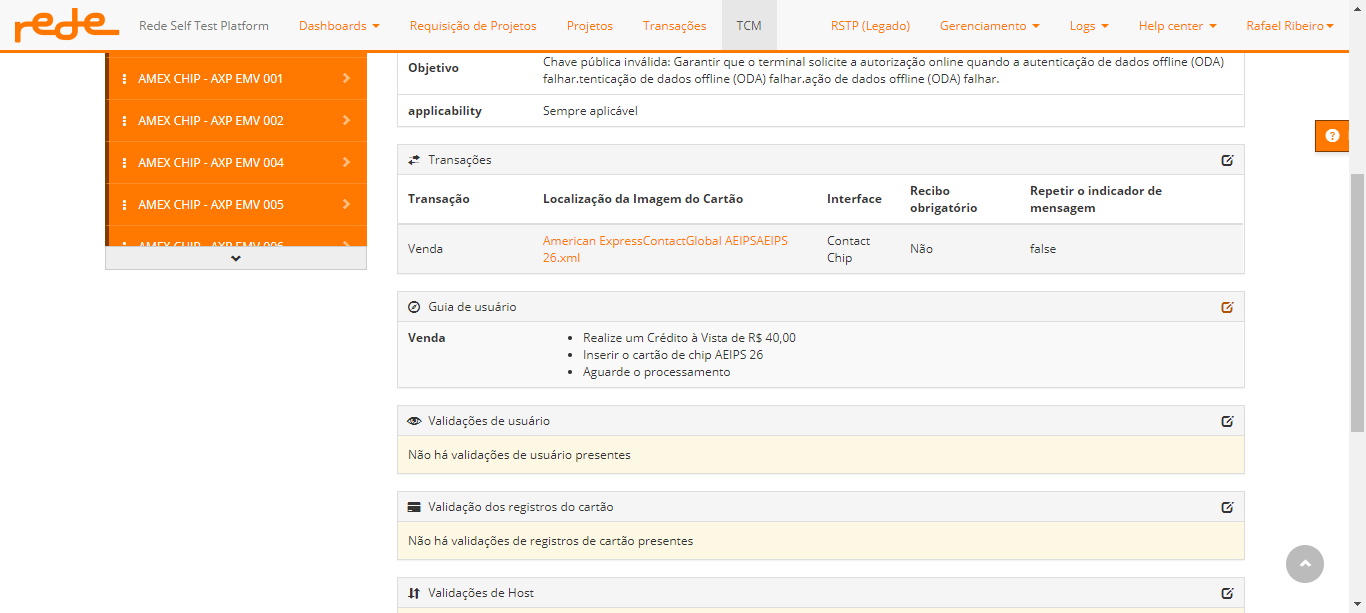 rede
Rede Self Test Platform
Dashboards
Requisição de Projetos
Projetos
Transações
TCM
RSTP (Legado)
Gerenciamento
Logs
Help center
Rafael Ribeiro
AMEX CHIP - AXP EMV 001
AMEX CHIP - AXP EMV 002
AMEX CHIP - AXP EMV 004
AMEX CHIP - AXP EMV 005
AMEX CHIP - AXP EMV 006
Objetivo
Chave pública inválida: Garantir que o terminal solicite a autorização online quando a autenticação de dados offline (ODA)
falhar.tenticação de dados offline (ODA) falhar.ação de dados offline (ODA) falhar.
applicability
Sempre aplicável
Transações
Transação
Localização da Imagem do Cartão
Interface
Recibo
obrigatório
Repetir o indicador de
mensagem
Venda
American ExpressContactGlobal AEIPSAEIPS
26.xml
Contact
Chip
Não
false
Guia de usuário
Venda
Realize um Crédito à Vista de R$ 40,00
Inserir o cartão de chip AEIPS 26
Aguarde o processamento
Validações de usuário
Não há validações de usuário presentes
Validação dos registros do cartão
Não há validações de registros de cartão presentes
Validações de Host